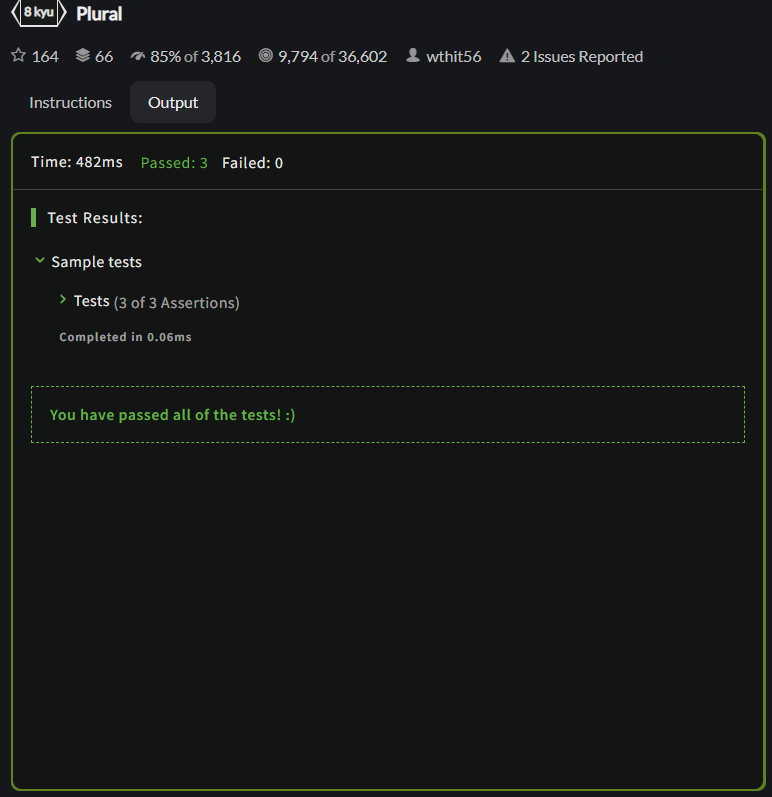 8 kyu Plural
164 66 85% of 3,816 9,794 of 36,602 wthit56 2 Issues Reported
Instructions Output
Time: 482ms Passed: 3 Failed: 0
Test Results:
Sample tests
Tests (3 of 3 Assertions)
Completed in 0.06ms
You have passed all of the tests! :)